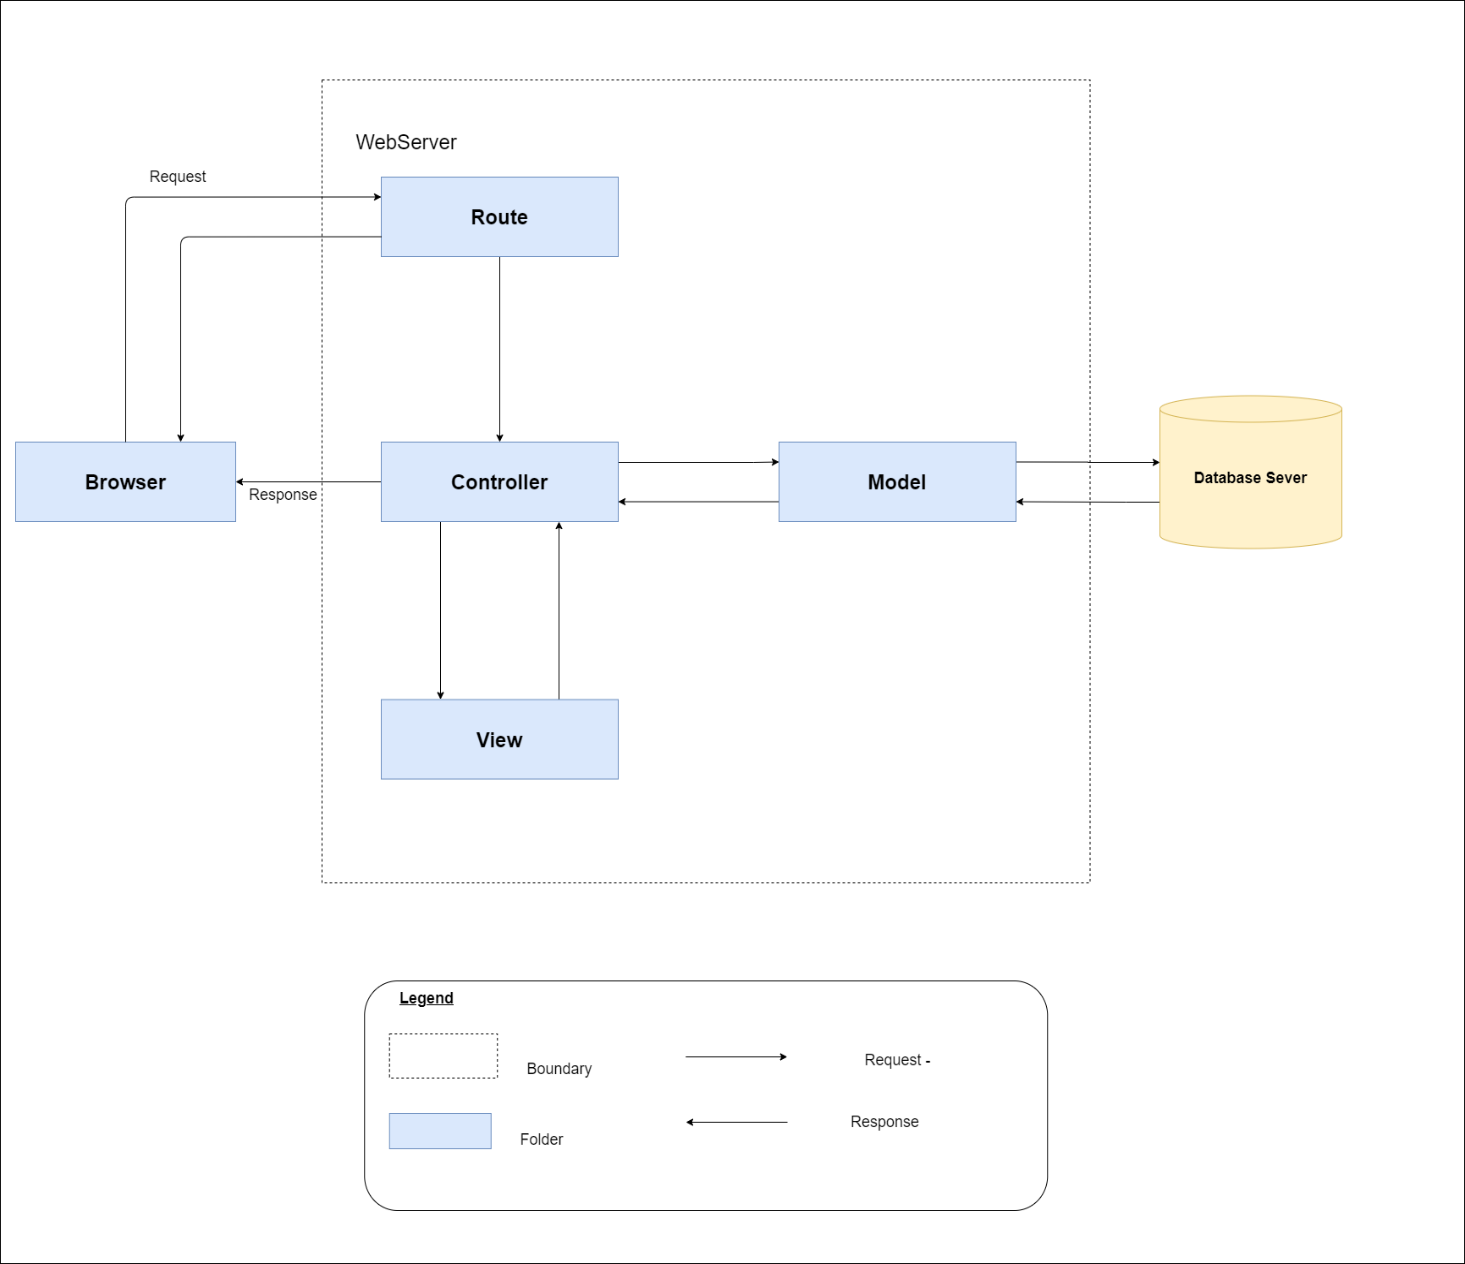 WebServer
Request
Route
Browser
Response
Controller
Model
Database Sever
View
Legend
Boundary
Request -
Folder
Response